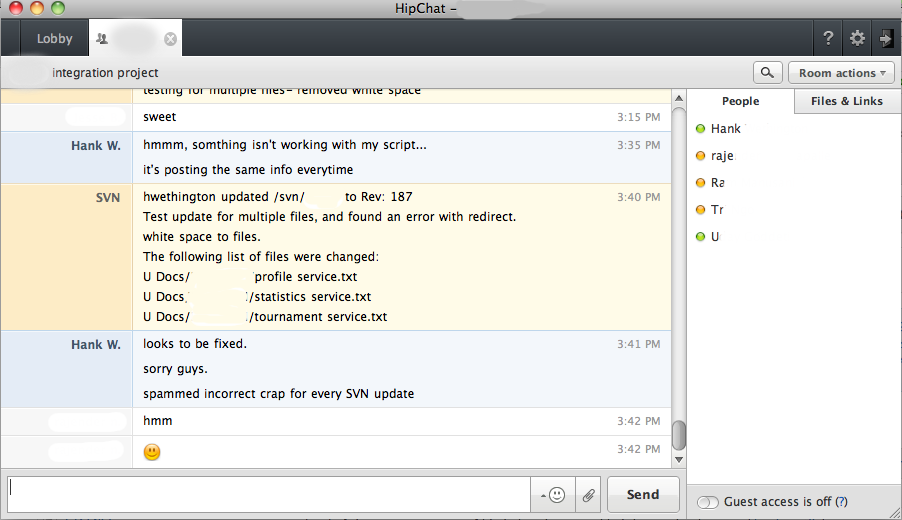 HipChat -
Lobby
?
integration project
Room actions
testing for multiple files- removed white space
People
Files & Links
sweet
3:15 PM
Hank W.
hmmm, somthing isn't working with my script...
3:35 PM
it's posting the same info everytime
SVN
hwethington updated /svn/ to Rev: 187
3:40 PM
Test update for multiple files, and found an error with redirect.
white space to files.
The following list of files were changed:
U Docs/ /profile service.txt
U Docs /statistics service.txt
U Docs/ /tournament service.txt
Hank W.
looks to be fixed.
3:41 PM
sorry guys.
spammed incorrect crap for every SVN update
hmm
3:42 PM
3:42 PM
Hank
raje
Ra
Tr
U
Send
Guest access is off (?)